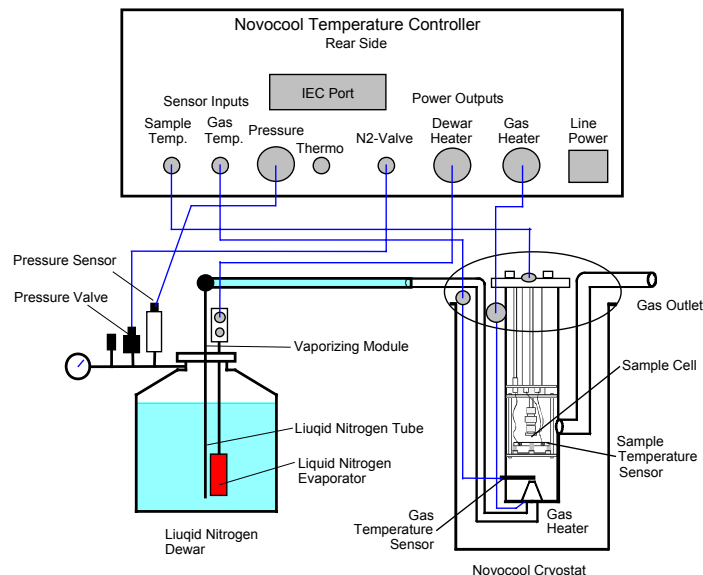 Novocool Temperature Controller
Rear Side
IEC Port
Sensor Inputs
Power Outputs
Sample
Temp.
Gas
Temp.
Pressure
Thermo
N2-Valve
Dewar
Heater
Gas
Heater
Line
Power
Pressure Sensor
Pressure Valve
Gas Outlet
Vaporizing Module
Sample Cell
Liuqid Nitrogen Tube
Sample
Temperature
Sensor
Liquid Nitrogen
Evaporator
Gas
Temperature
Sensor
Gas
Heater
Liuqid Nitrogen
Dewar
Novocool Cryostat